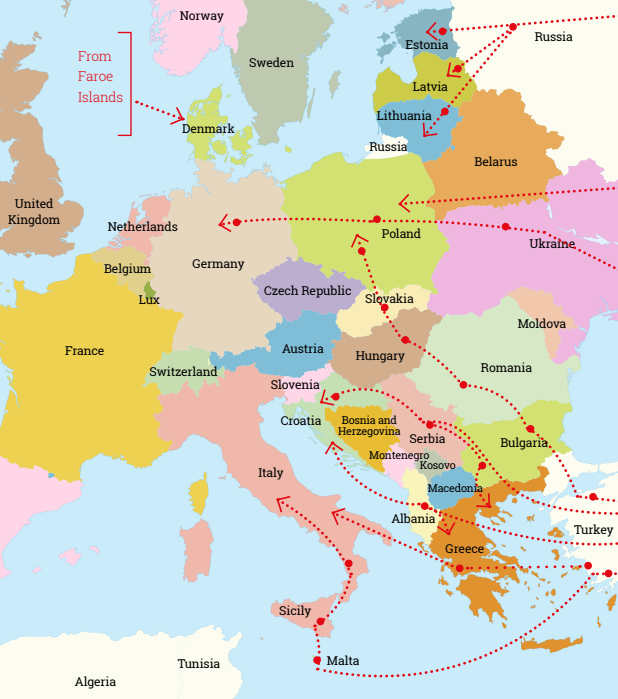 Norway
Sweden
Estonia
Russia
From
Faroe
Islands
Denmark
Latvia
Lithuania
Russia
Belarus
United
Kingdom
Netherlands
Poland
Ukraine
Belgium
Germany
Lux
Czech Republic
Slovakia
Moldova
France
Austria
Hungary
Switzerland
Romania
Slovenia
Croatia
Bosnia and
Herzegovina
Serbia
Bulgaria
Montenegro
Kosovo
Italy
Macedonia
Albania
Turkey
Greece
Sicily
Malta
Tunisia
Algeria